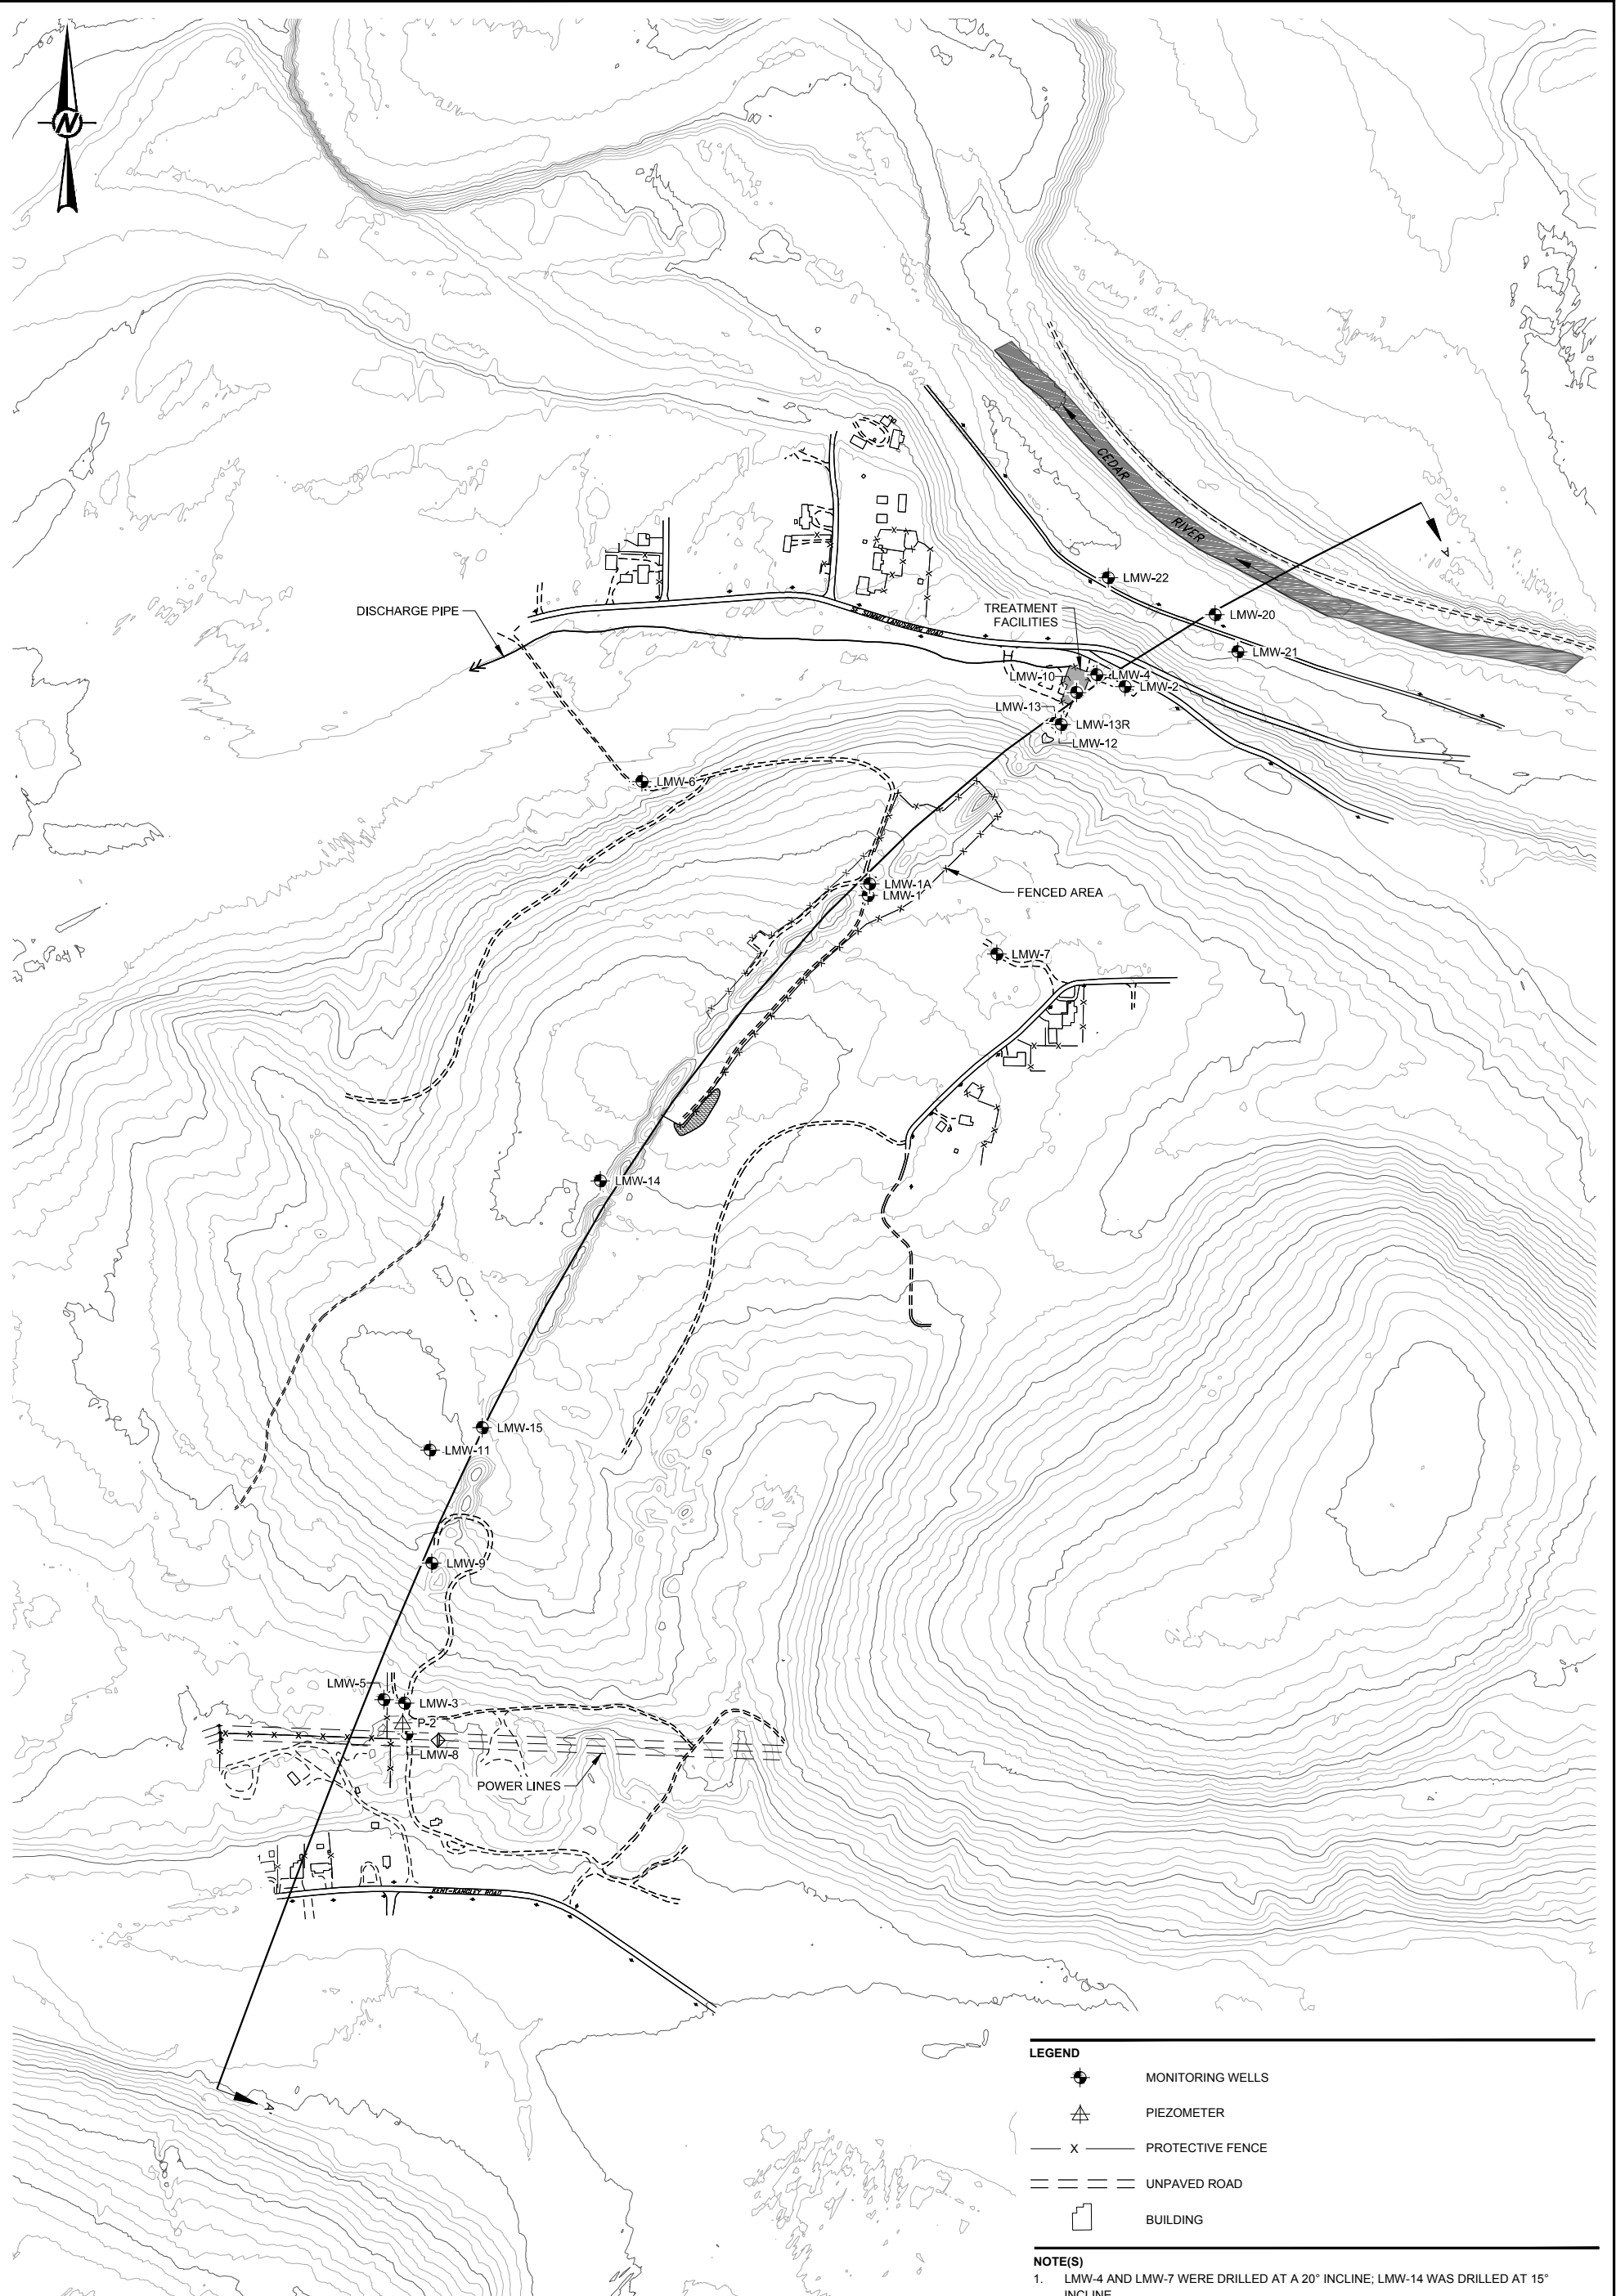 N
CEDAR
RIVER
A
LMW-22
DISCHARGE PIPE
TREATMENT
FACILITIES
LMW-20
LMW-21
LMW-10
LMW-4
LMW-2
LMW-13
LMW-13R
LMW-12
LMW-6
LMW-1A
LMW-1
FENCED AREA
LMW-7
LMW-14
LMW-15
LMW-11
LMW-9
LMW-5
LMW-3
P-2
LMW-8
POWER LINES
KENT-KANGLEY ROAD
LEGEND
MONITORING WELLS
PIEZOMETER
X PROTECTIVE FENCE
UNPAVED ROAD
BUILDING
NOTE(S)
1. LMW-4 AND LMW-7 WERE DRILLED AT A 20° INCLINE; LMW-14 WAS DRILLED AT 15°
INCLINE